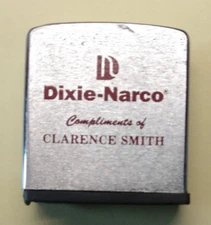 Dixie-Narco®
Compliments of
CLARENCE SMITH